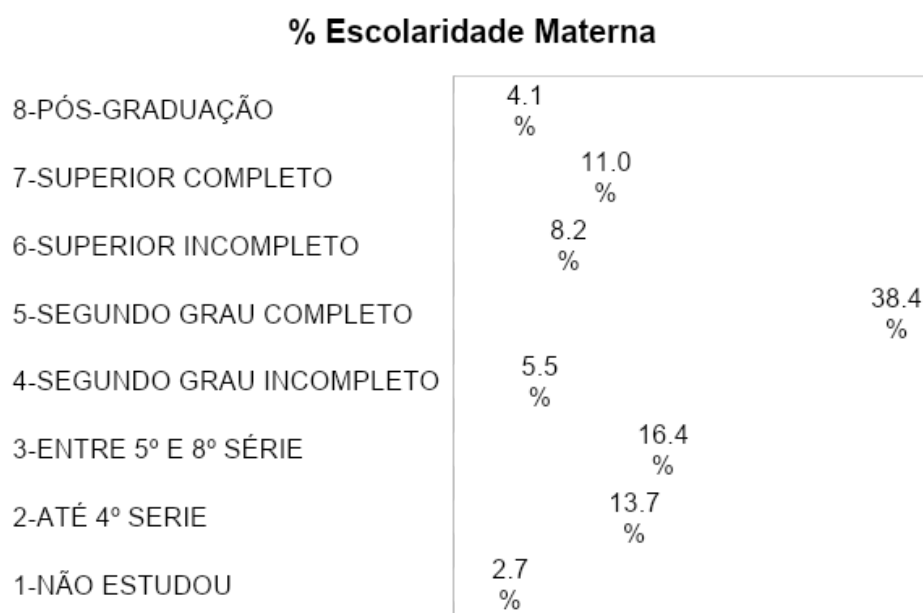 % Escolaridade Materna
8-PÓS-GRADUAÇÃO
4.1
%
7-SUPERIOR COMPLETO
11.0
%
6-SUPERIOR INCOMPLETO
8.2
%
5-SEGUNDO GRAU COMPLETO
38.4
%
4-SEGUNDO GRAU INCOMPLETO
5.5
%
3-ENTRE 5º E 8º SÉRIE
16.4
%
2-ATÉ 4º SERIE
13.7
%
1-NÃO ESTUDOU
2.7
%